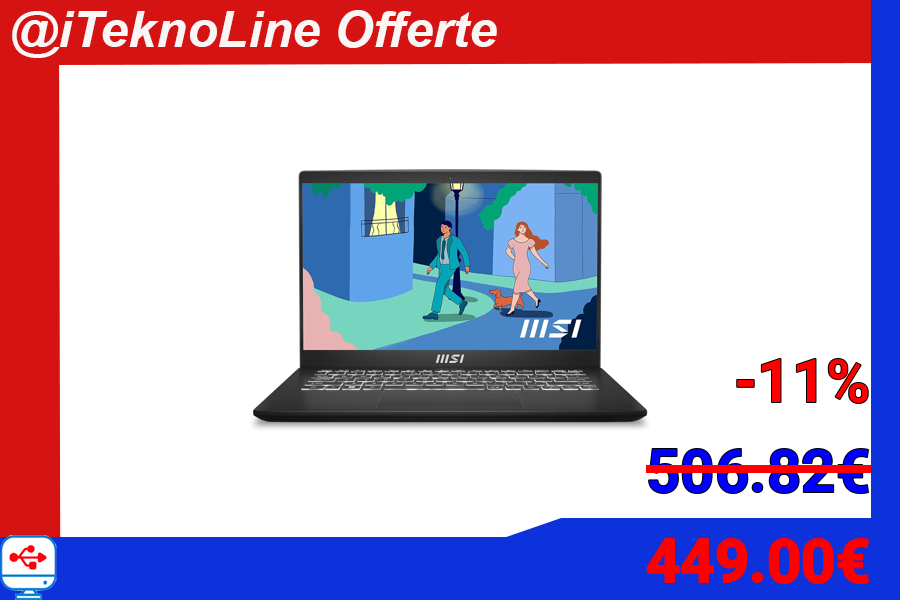 @iTeknoLine Offerte
msi
msi
-11%
506.82€
449.00€